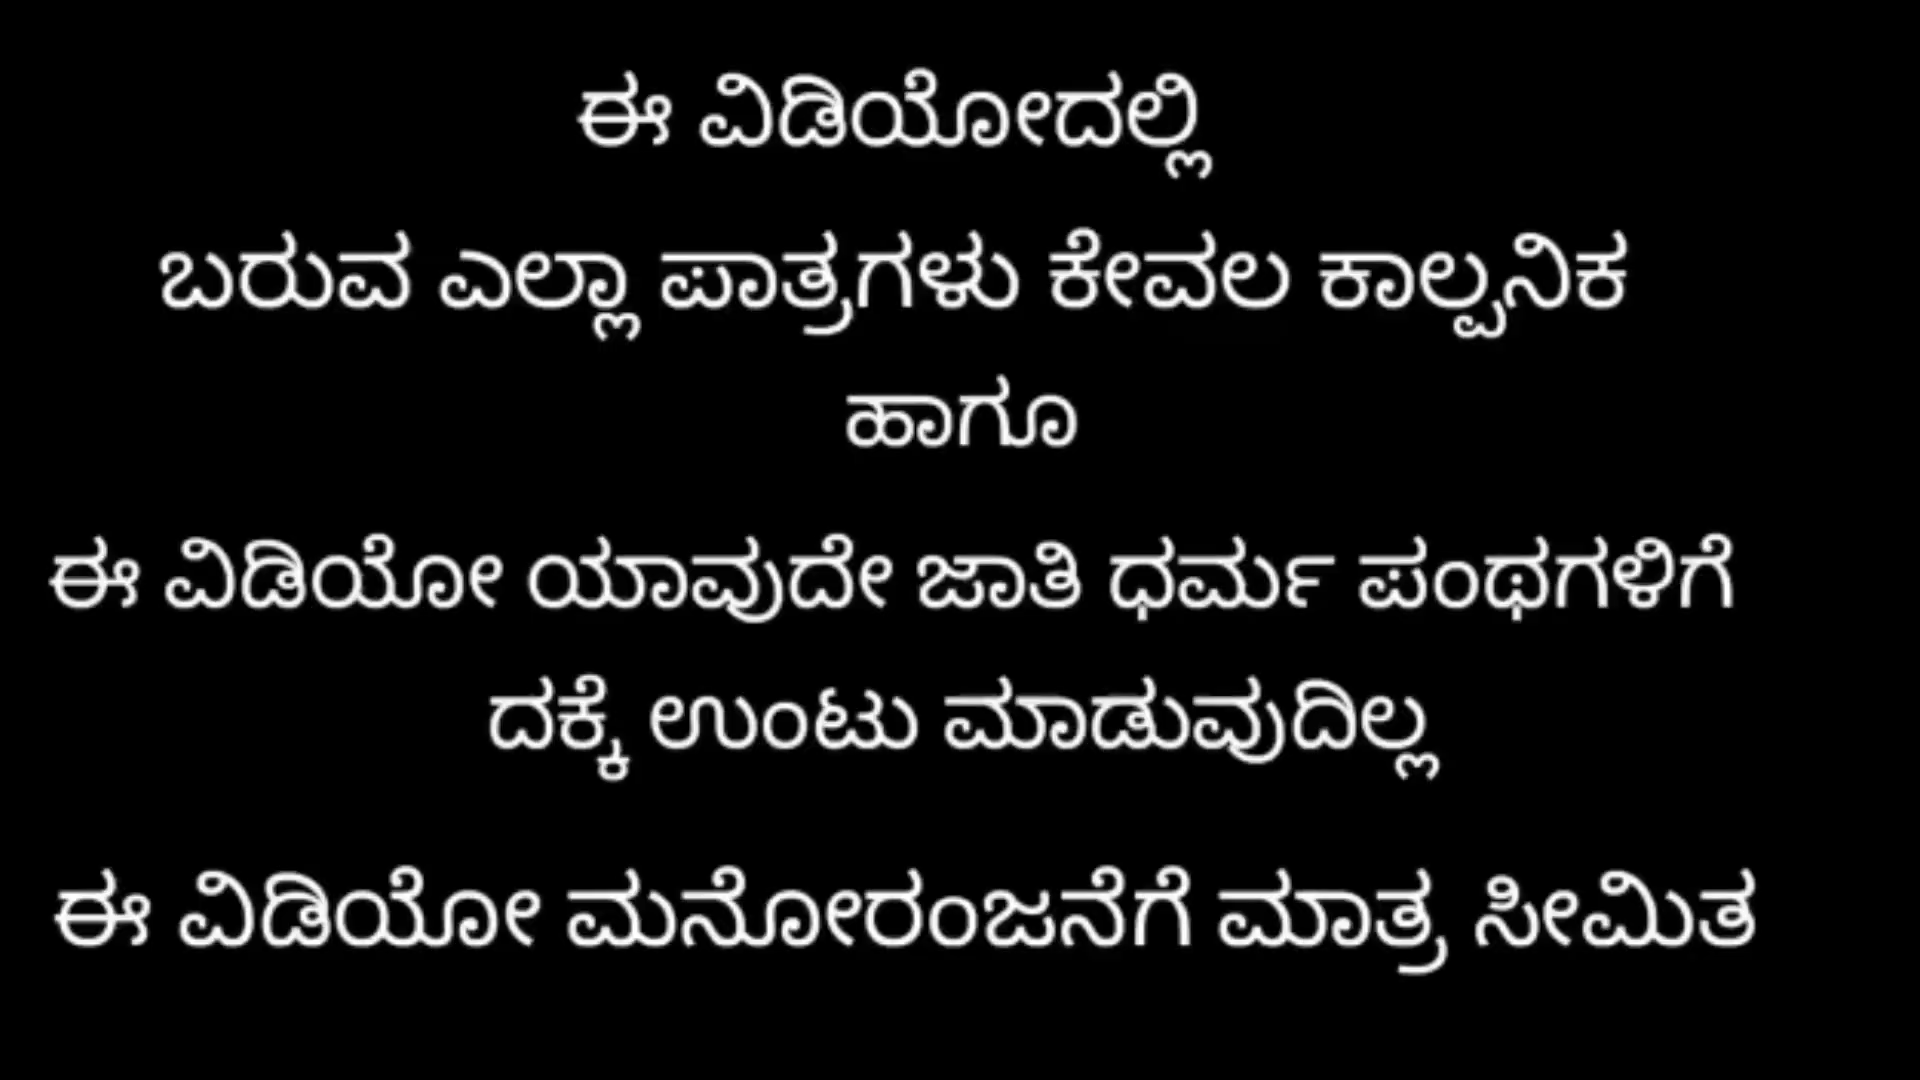 ಈ ವಿಡಿಯೋದಲ್ಲಿ
ಬರುವ ಎಲ್ಲಾ ಪಾತ್ರಗಳು ಕೇವಲ ಕಾಲ್ಪನಿಕ
ಹಾಗೂ
ಈ ವಿಡಿಯೋ ಯಾವುದೇ ಜಾತಿ ಧರ್ಮ ಪಂಥಗಳಿಗೆ
ದಕ್ಕೆ ಉಂಟು ಮಾಡುವುದಿಲ್ಲ
ಈ ವಿಡಿಯೋ ಮನೋರಂಜನೆಗೆ ಮಾತ್ರ ಸೀಮಿತ